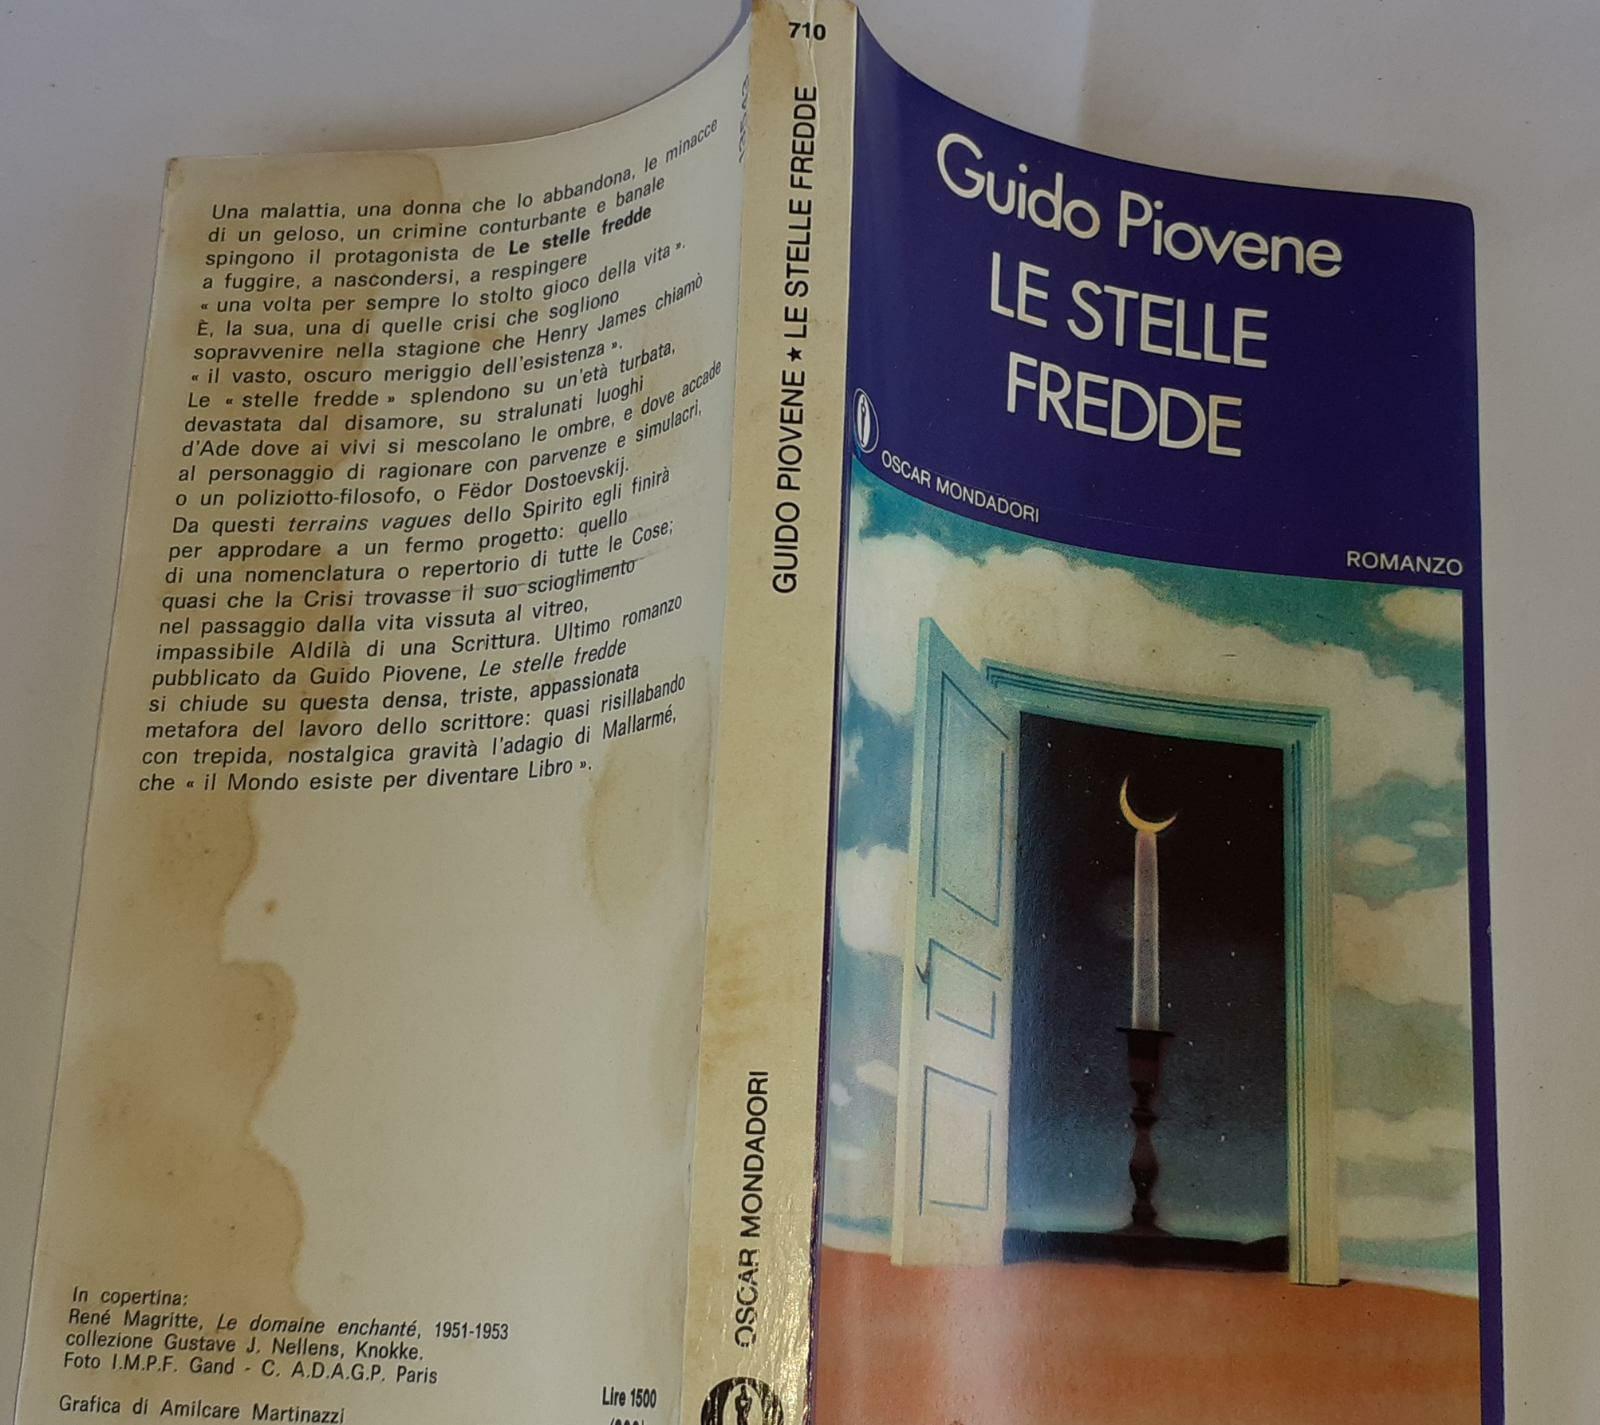 Una malattia, una donna che lo abbandona, le minacce
di un geloso, un crimine conturbante e banale
spingono il protagonista de Le stelle fredde
a fuggire, a nascondersi, a respingere
« una volta per sempre lo stolto gioco della vita ».
È, la sua, una di quelle crisi che sogliono
sopravvenire nella stagione che Henry James chiamò
« il vasto, oscuro meriggio dell'esistenza ».
Le « stelle fredde » splendono su un'età turbata,
devastata dal disamore, su stralunati luoghi
d'Ade dove ai vivi si mescolano le ombre, e dove accade
al personaggio di ragionare con parvenze e simulacri,
o un poliziotto-filosofo, o Fëdor Dostoevskij.
Da questi terrains vagues dello Spirito egli finirà
per approdare a un fermo progetto: quello
di una nomenclatura o repertorio di tutte le Cose;
quasi che la Crisi trovasse il suo scioglimento
nel passaggio dalla vita vissuta al vitreo,
impassibile Aldilà di una Scrittura. Ultimo romanzo
pubblicato da Guido Piovene, Le stelle fredde
si chiude su questa densa, triste, appassionata
metafora del lavoro dello scrittore: quasi risillabando
con trepida, nostalgica gravità l'adagio di Mallarmé,
che « il Mondo esiste per diventare Libro ».
In copertina:
René Magritte, Le domaine enchanté, 1951-1953
collezione Gustave J. Nellens, Knokke.
Foto I.M.P.F. Gand - C. A.D.A.G.P. Paris
Grafica di Amilcare Martinazzi
Lire 1500
710
GUIDO PIOVENE ★ LE STELLE FREDDE
OSCAR MONDADORI
Guido Piovene
LE STELLE
FREDDE
OSCAR MONDADORI
ROMANZO